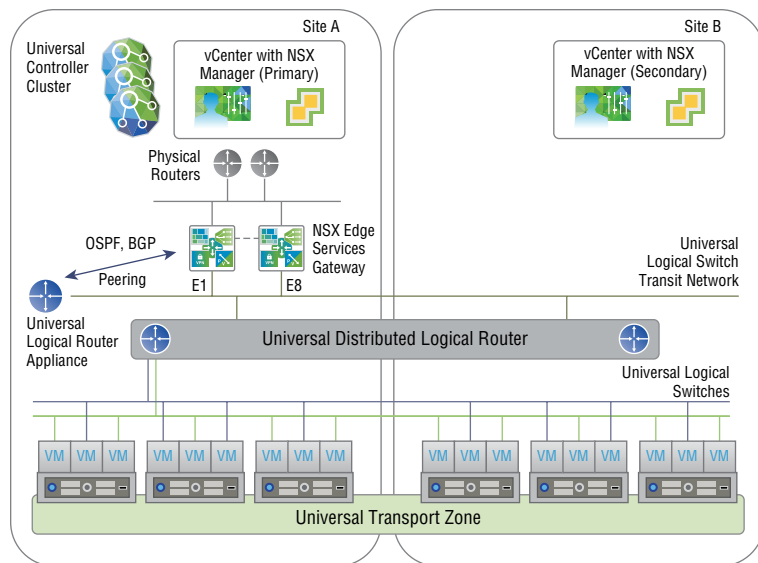 Site A
Site B
Universal
Controller
Cluster
vCenter with NSX
Manager (Primary)
vCenter with NSX
Manager (Secondary)
Physical
Routers
NSX Edge
Services
Gateway
OSPF, BGP
Peering
E1
E8
Universal
Logical Switch
Transit Network
Universal
Logical Router
Appliance
Universal Distributed Logical Router
Universal Logical
Switches
VM VM VM
VM VM VM
VM VM VM
VM VM VM
VM VM VM
VM VM VM
Universal Transport Zone